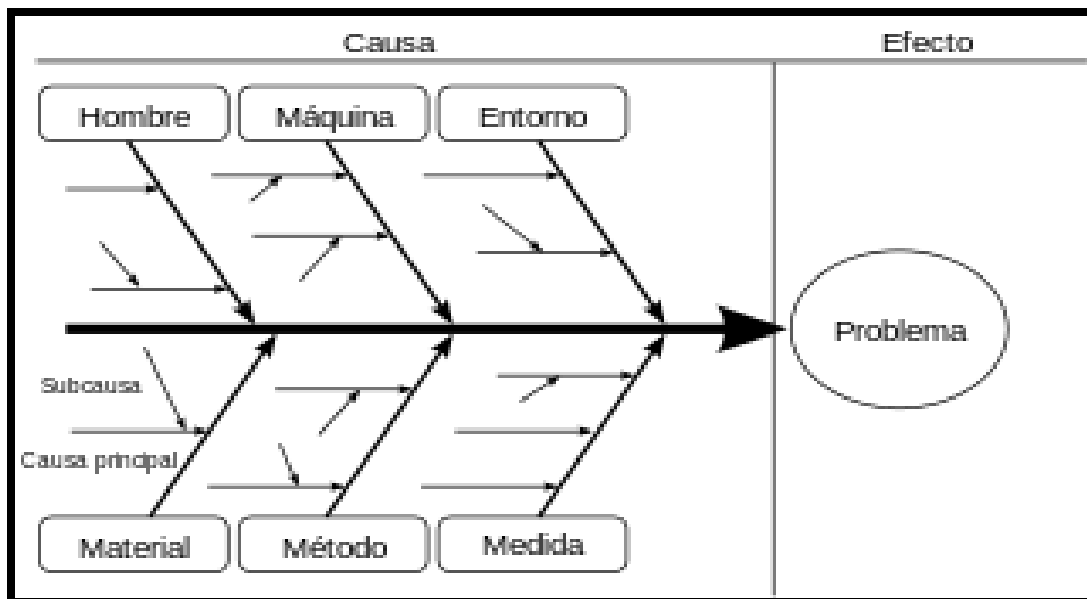 Causa
Efecto
Hombre
Máquina
Entorno
Problema
Subcausa
Causa principal
Material
Método
Medida